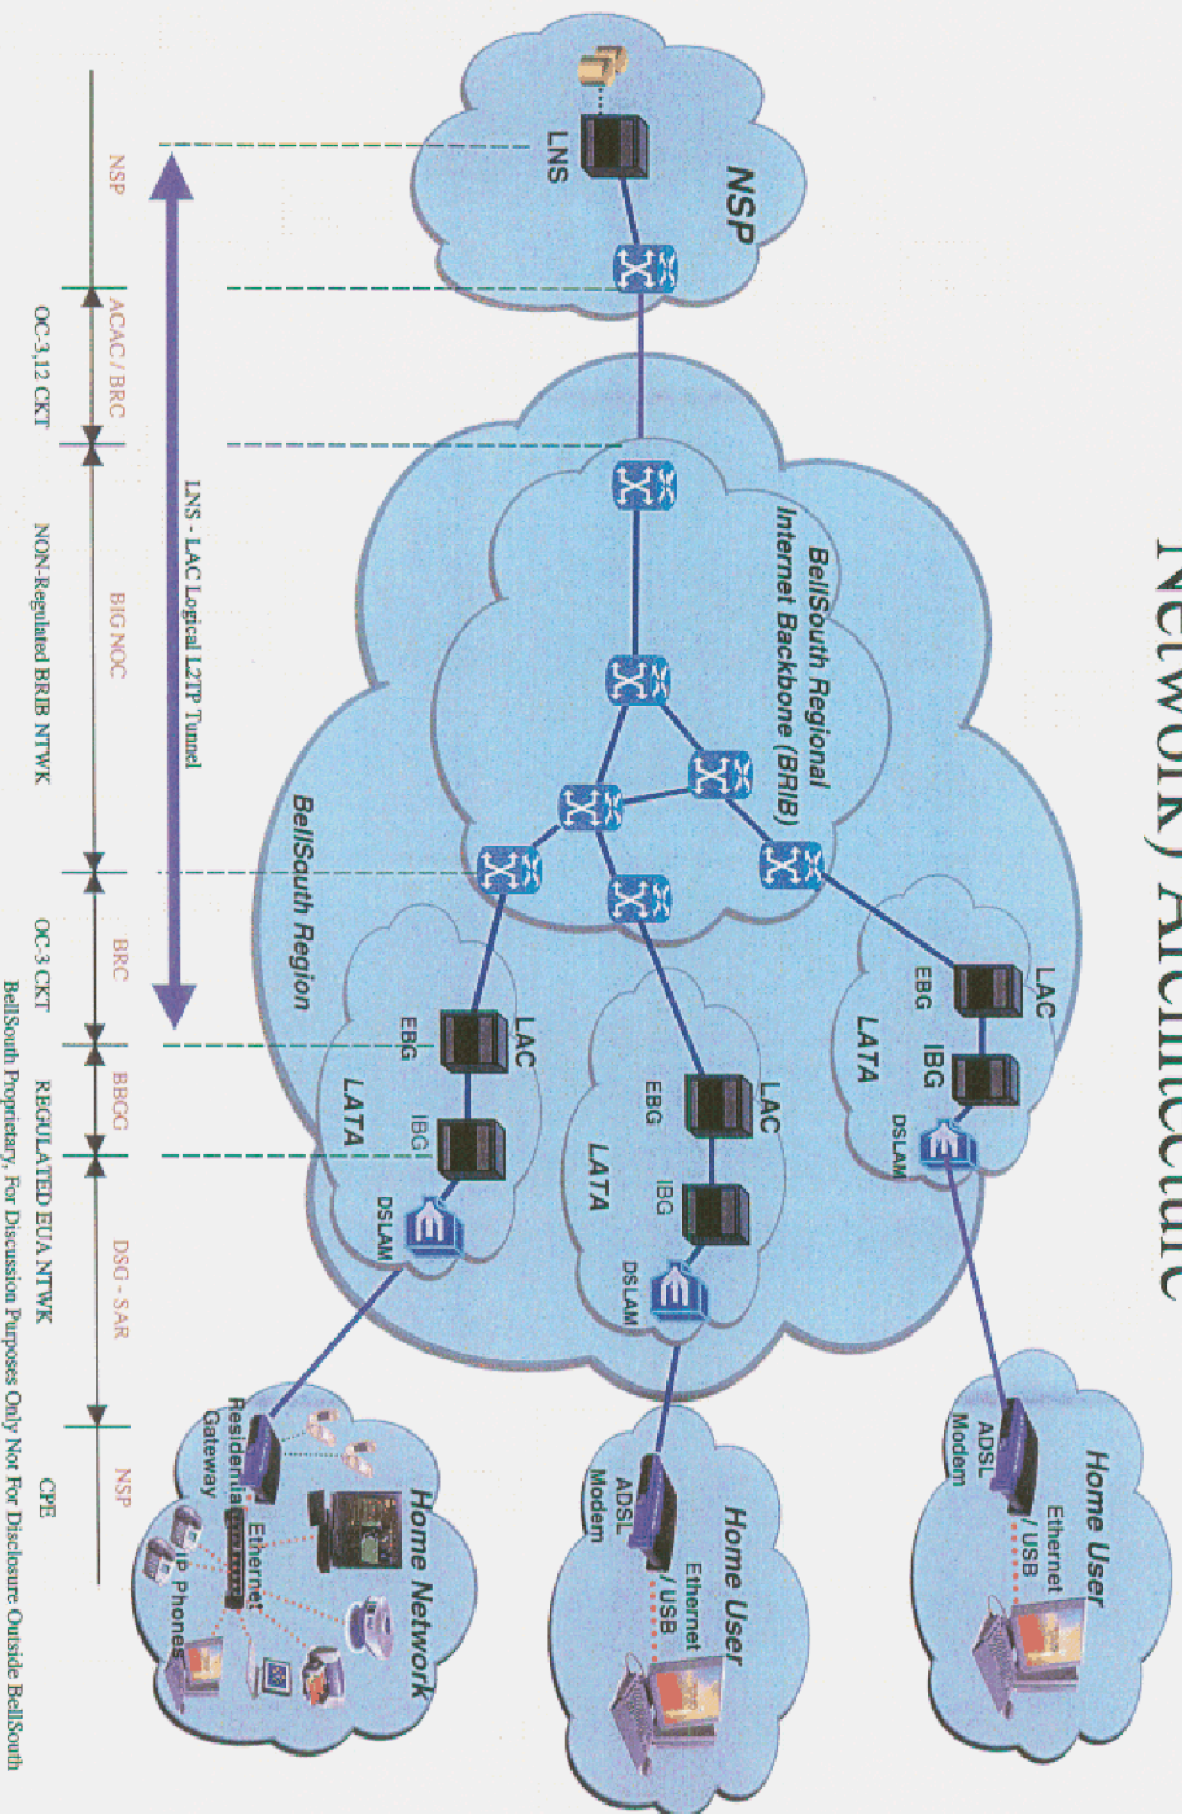 Network) Architecture
NSP
LNS
BellSouth Regional
Internet Backbone (BRIB)
BellSouth Region
LAC
EBG
IBG
DSLAM
LATA
LAC
EBG
IBG
DSLAM
LATA
LAC
EBG
IBG
DSLAM
LATA
Home User
ADSL
Modem
Ethernet
/ USB
Home User
ADSL
Modem
Ethernet
/ USB
Home Network
Residential
Gateway
Ethernet
IP Phones
LNS - LAC Logical L2TP Tunnel
NSP
ACAC / BRC
BIG NOC
BRC
BBGG
DSG - SAR
NSP
OC-3,12 CKT
NON-Regulated BRIB NTWK
OC-3 CKT
REGULATED EUA NTWK
CPE
BellSouth Proprietary, For Discussion Purposes Only Not For Disclosure Outside BellSouth